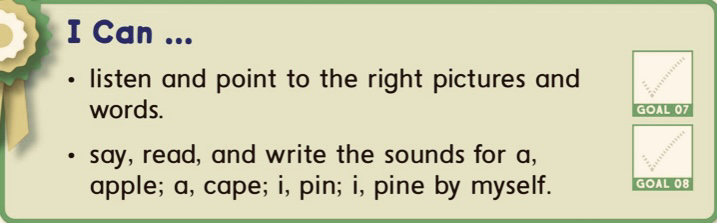 I Can ...
• listen and point to the right pictures and
words.
GOAL 07
• say, read, and write the sounds for a,
apple; a, cape; i, pin; i, pine by myself.
GOAL 08